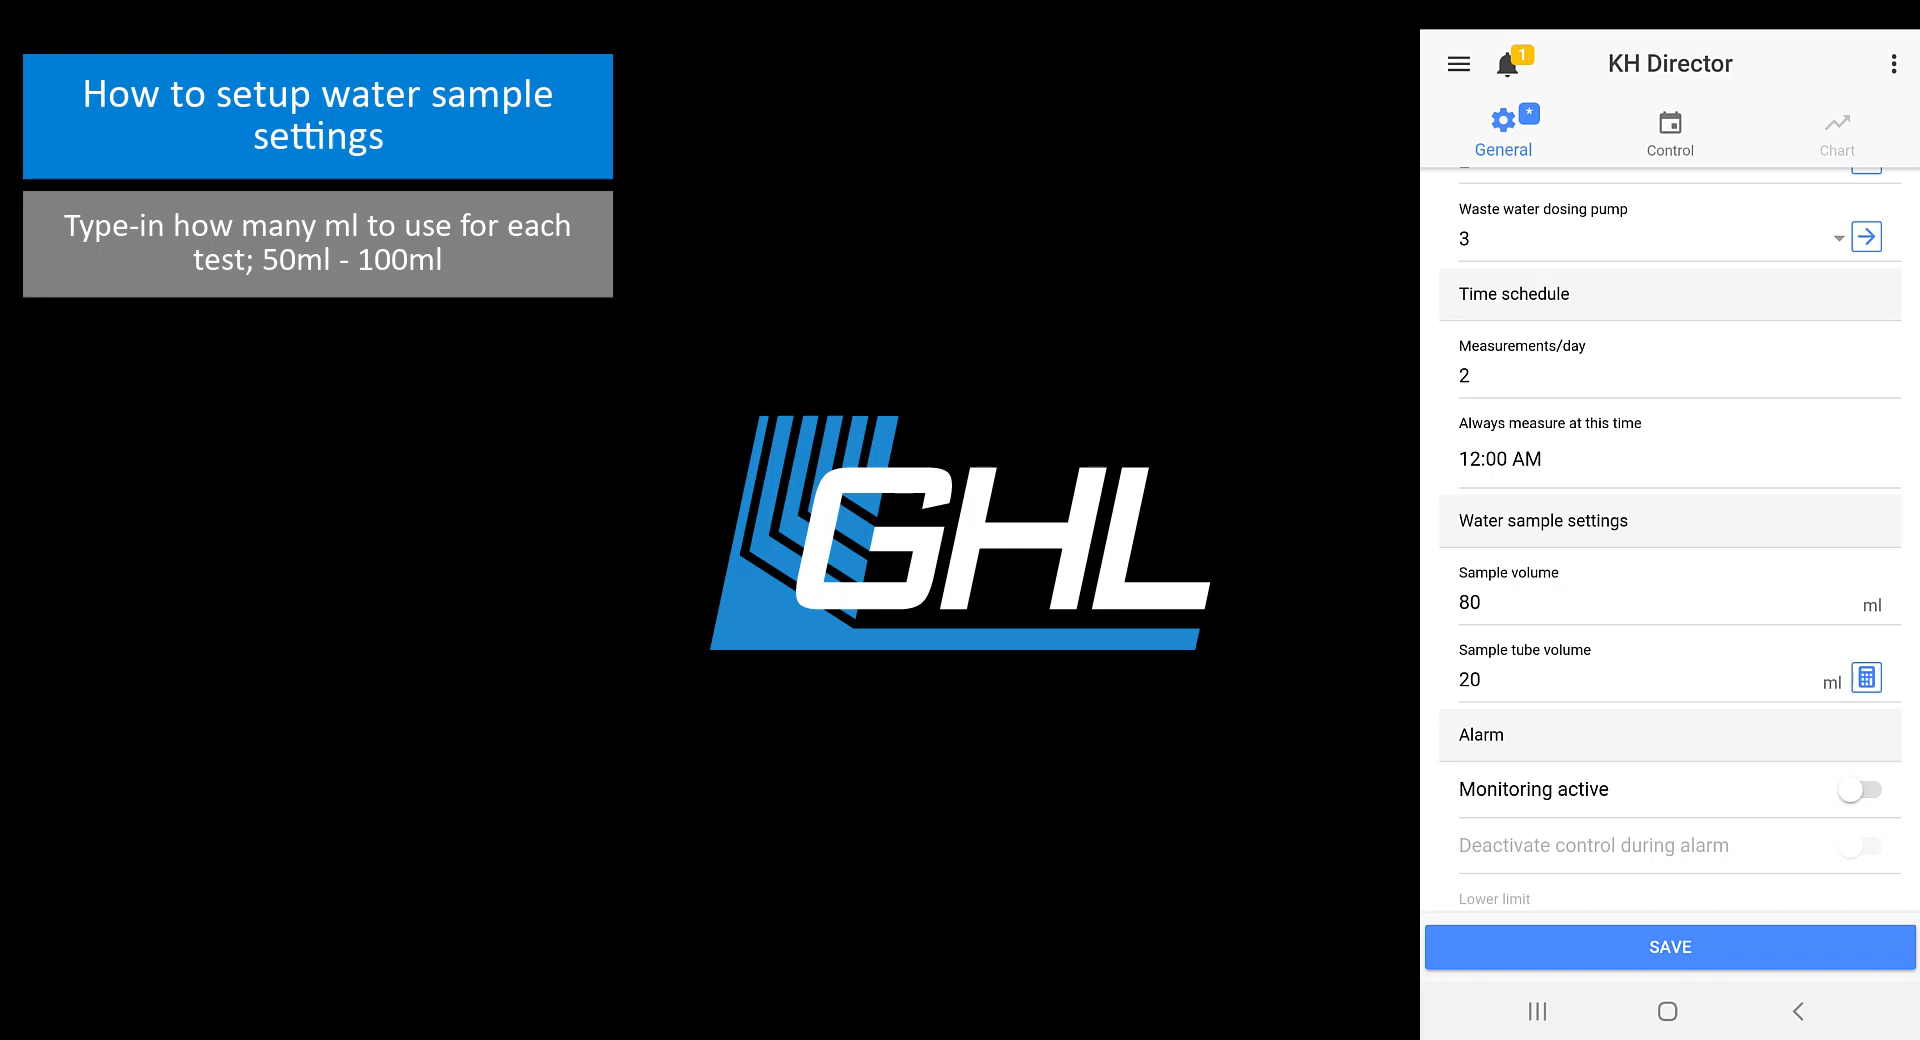 How to setup water sample
settings
Type-in how many ml to use for each
test; 50ml - 100ml
GHL
1
KH Director
*
General
Control
Chart
Waste water dosing pump
3
Time schedule
Measurements/day
2
Always measure at this time
12:00 AM
Water sample settings
Sample volume
80 ml
Sample tube volume
20 ml
Alarm
Monitoring active
Deactivate control during alarm
Lower limit
SAVE